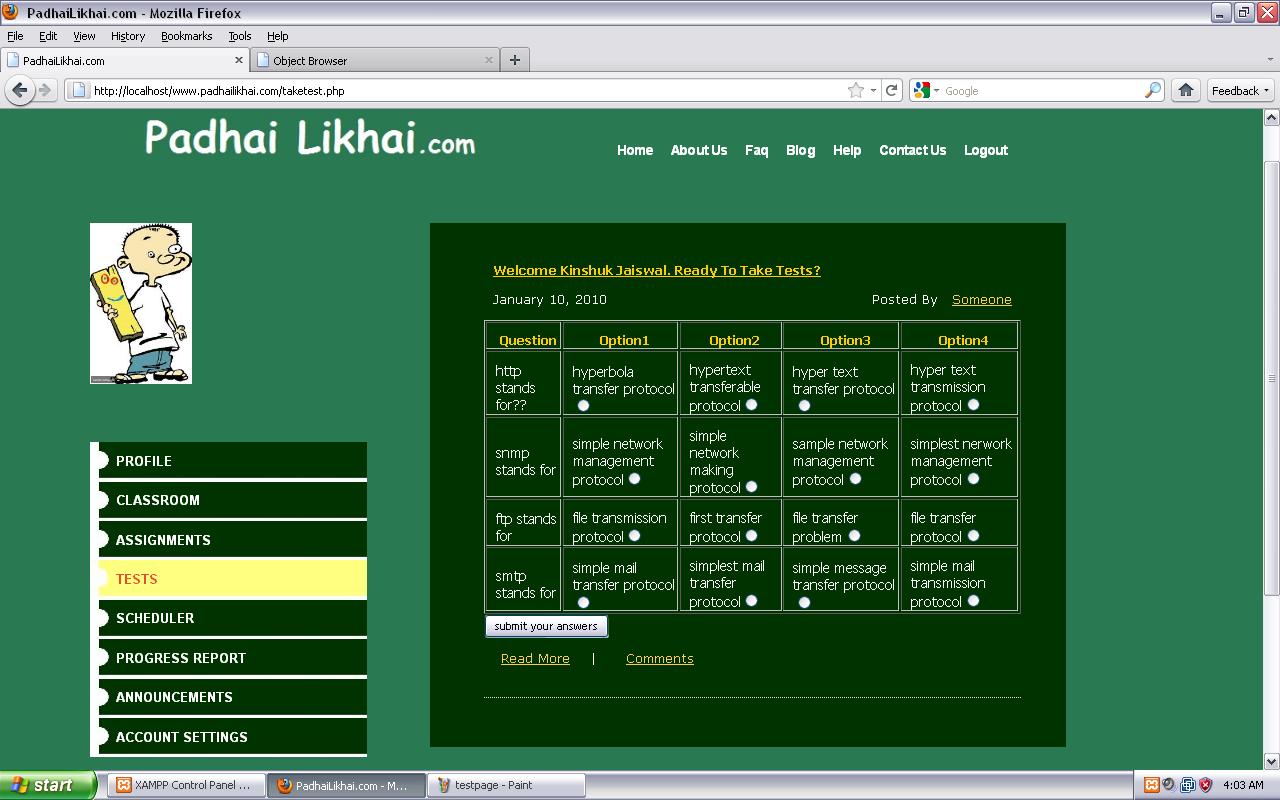 PadhaiLikhai.com - Mozilla Firefox
File Edit View History Bookmarks Tools Help
PadhaiLikhai.com Object Browser
http://localhost/www.padhailikhai.com/taketest.php Google Feedback
Padhai Likhai.com
Home About Us Faq Blog Help Contact Us Logout
Welcome Kinshuk Jaiswal. Ready To Take Tests?
January 10, 2010 Posted By Someone
Question Option1 Option2 Option3 Option4
http stands for?? hyperbola transfer protocol hypertext transferable protocol hyper text transfer protocol hyper text transmission protocol
snmp stands for simple network management protocol simple network making protocol sample network management protocol simplest nerwork management protocol
ftp stands for file transmission protocol first transfer protocol file transfer problem file transfer protocol
smtp stands for simple mail transfer protocol simplest mail transfer protocol simple message transfer protocol simple mail transmission protocol
submit your answers
Read More | Comments
PROFILE
CLASSROOM
ASSIGNMENTS
TESTS
SCHEDULER
PROGRESS REPORT
ANNOUNCEMENTS
ACCOUNT SETTINGS
start XAMPP Control Panel ... PadhaiLikhai.com - M... testpage - Paint 4:03 AM